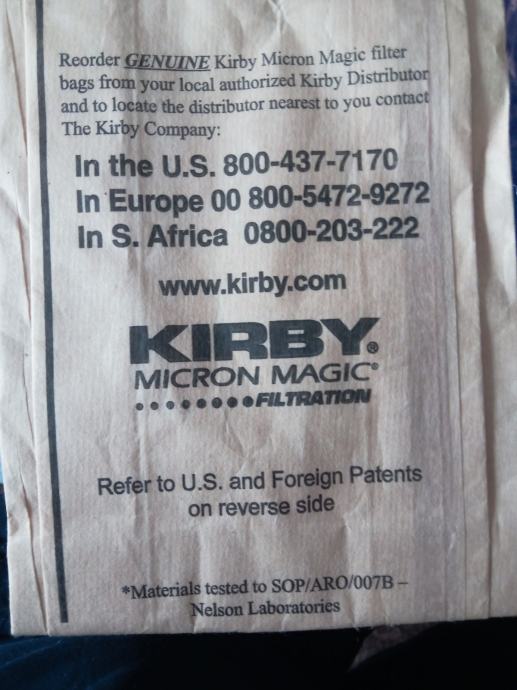 Reorder GENUINE Kirby Micron Magic filter
bags from your local authorized Kirby Distributor
and to locate the distributor nearest to you contact
The Kirby Company:
In the U.S. 800-437-7170
In Europe 00 800-5472-9272
In S. Africa 0800-203-222
www.kirby.com
KIRBY®
MICRON MAGIC®
FILTRATION
Refer to U.S. and Foreign Patents
on reverse side
*Materials tested to SOP/ARO/007B –
Nelson Laboratories